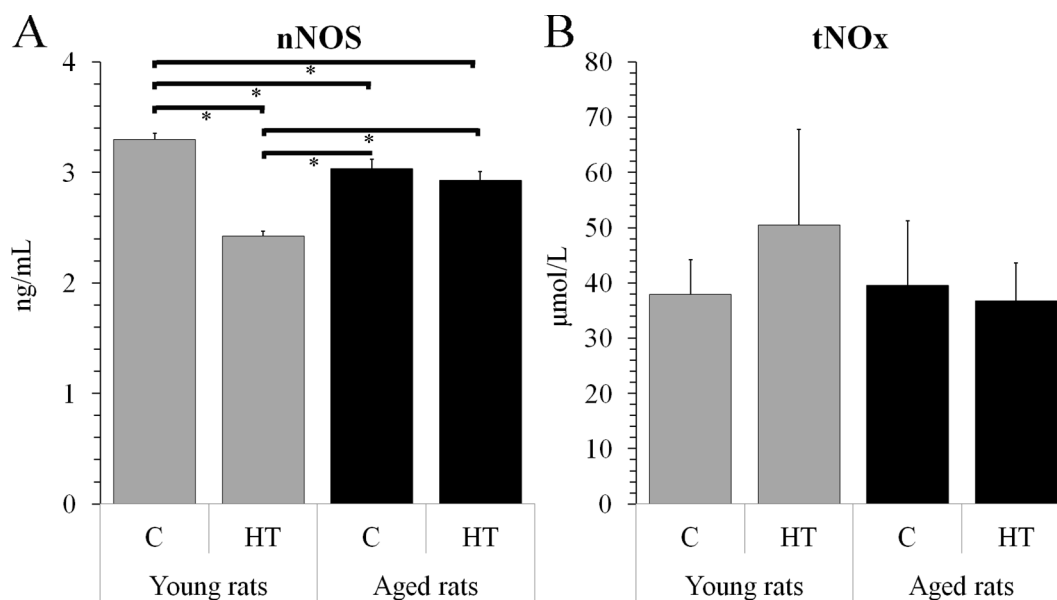 A
nNOS
4
3
2
1
0
ng/mL
*
*
*
*
*
C
HT
C
HT
Young rats
Aged rats
B
tNOx
80
70
60
50
40
30
20
10
0
µmol/L
C
HT
C
HT
Young rats
Aged rats